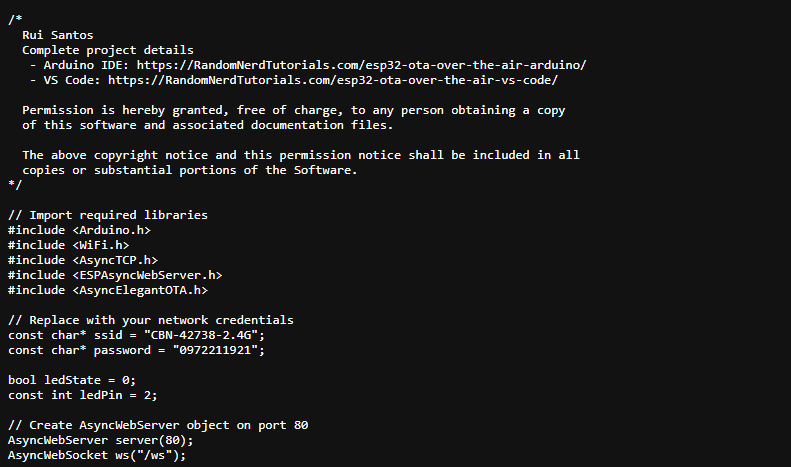 /*
  Rui Santos
  Complete project details
   - Arduino IDE: https://RandomNerdTutorials.com/esp32-ota-over-the-air-arduino/
   - VS Code: https://RandomNerdTutorials.com/esp32-ota-over-the-air-vs-code/

  Permission is hereby granted, free of charge, to any person obtaining a copy
  of this software and associated documentation files.

  The above copyright notice and this permission notice shall be included in all
  copies or substantial portions of the Software.
*/

// Import required libraries
#include <Arduino.h>
#include <WiFi.h>
#include <AsyncTCP.h>
#include <ESPAsyncWebServer.h>
#include <AsyncElegantOTA.h>

// Replace with your network credentials
const char* ssid = "CBN-42738-2.4G";
const char* password = "0972211921";

bool ledState = 0;
const int ledPin = 2;

// Create AsyncWebServer object on port 80
AsyncWebServer server(80);
AsyncWebSocket ws("/ws");